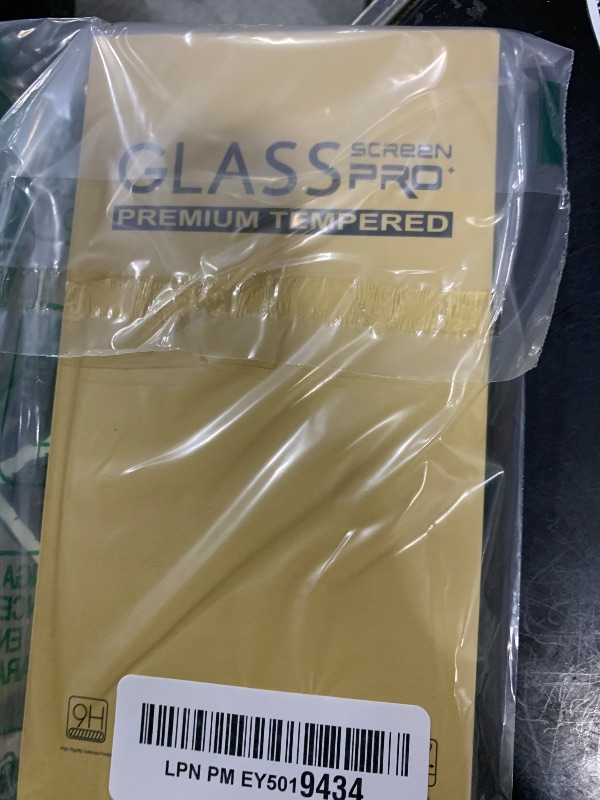 GLASS SCREEN PRO+
PREMIUM TEMPERED
9H
LPN PM EY5019434